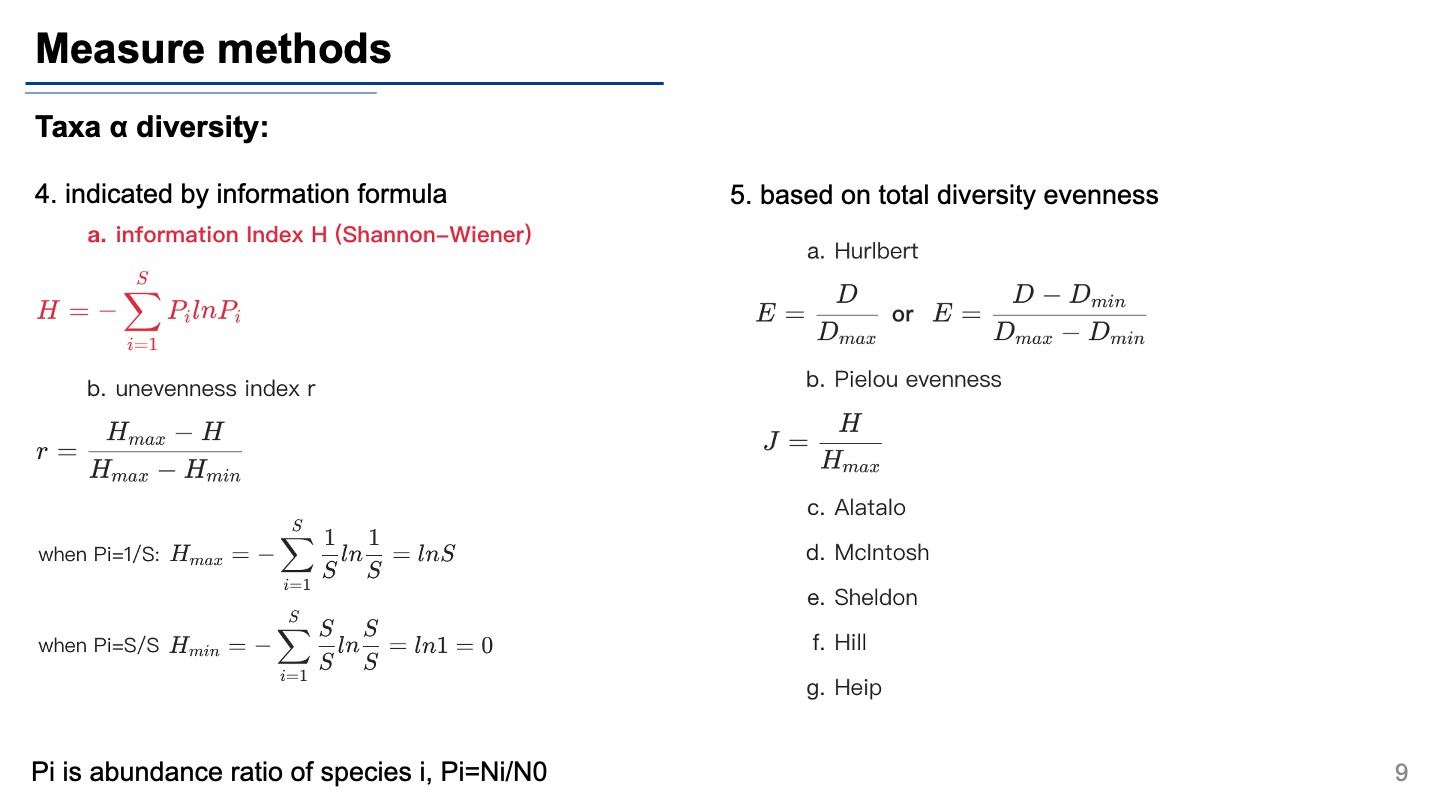 Measure methods
Taxa α diversity:
4. indicated by information formula
a. information Index H (Shannon–Wiener)
$H = -\sum_{i=1}^{S} P_i lnP_i$
b. unevenness index r
$r = \frac{H_{max} - H}{H_{max} - H_{min}}$
when Pi=1/S: $H_{max} = -\sum_{i=1}^{S} \frac{1}{S} ln \frac{1}{S} = lnS$
when Pi=S/S $H_{min} = -\sum_{i=1}^{S} \frac{S}{S} ln \frac{S}{S} = ln1 = 0$
5. based on total diversity evenness
a. Hurlbert
$E = \frac{D}{D_{max}}$ or $E = \frac{D - D_{min}}{D_{max} - D_{min}}$
b. Pielou evenness
$J = \frac{H}{H_{max}}$
c. Alatalo
d. McIntosh
e. Sheldon
f. Hill
g. Heip
Pi is abundance ratio of species i, Pi=Ni/N0
9